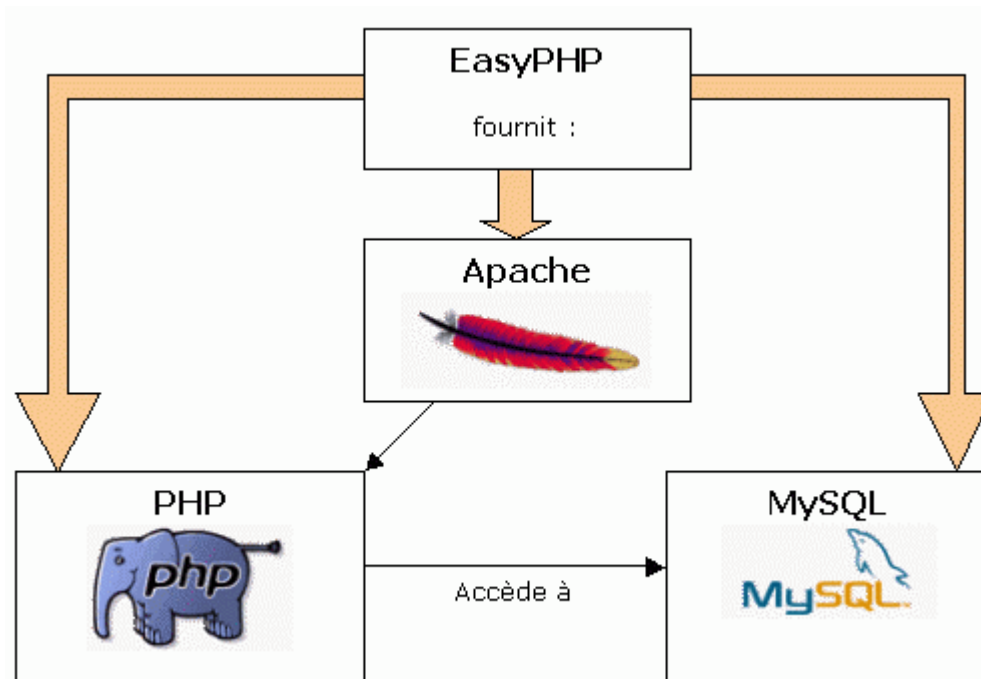 EasyPHP
fournit :
Apache
PHP
php
Accède à
MySQL
MySQL